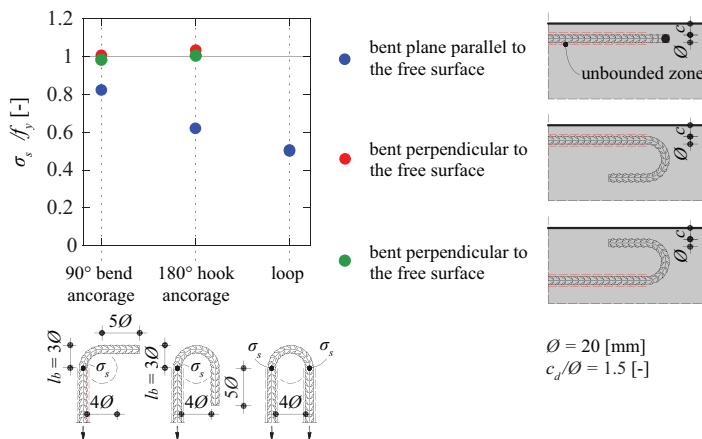 1.2
1
0.8
0.6
0.4
0.2
0
σs/fy [-]
90° bend
ancorage
180° hook
ancorage
loop
bent plane parallel to
the free surface
bent perpendicular to
the free surface
bent perpendicular to
the free surface
c
Ø
unbounded zone
c
Ø
c
Ø
5Ø
lb = 3Ø
σs
4Ø
lb = 3Ø
4Ø
5Ø
σs
σs
4Ø
Ø = 20 [mm]
cd/Ø = 1.5 [-]